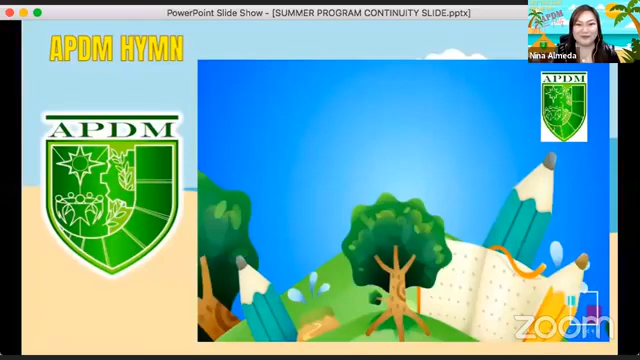 PowerPoint Slide Show - [SUMMER PROGRAM CONTINUITY SLIDE.pptx]
APDM HYMN
Nina Almeda
APDM
APDM
zoom